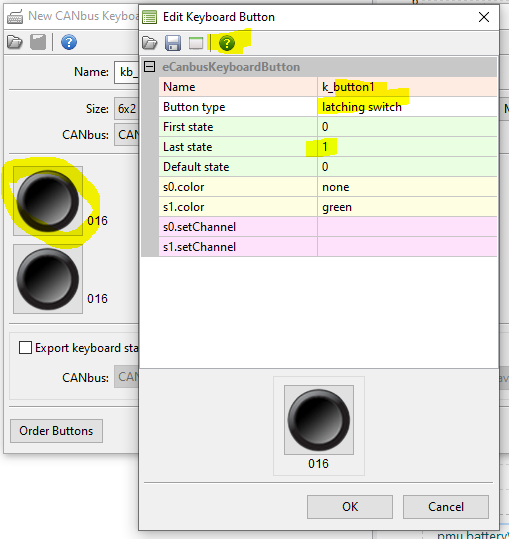 New CANbus Keyboa
Name: kb_
Size: 6x2
CANbus: CAN
016
016
Export keyboard sta
CANbus: CAN
Order Buttons
Edit Keyboard Button
?
eCanbusKeyboardButton
Name k_button1
Button type latching switch
First state 0
Last state 1
Default state 0
s0.color none
s1.color green
s0.setChannel
s1.setChannel
016
OK Cancel
pmu.battery